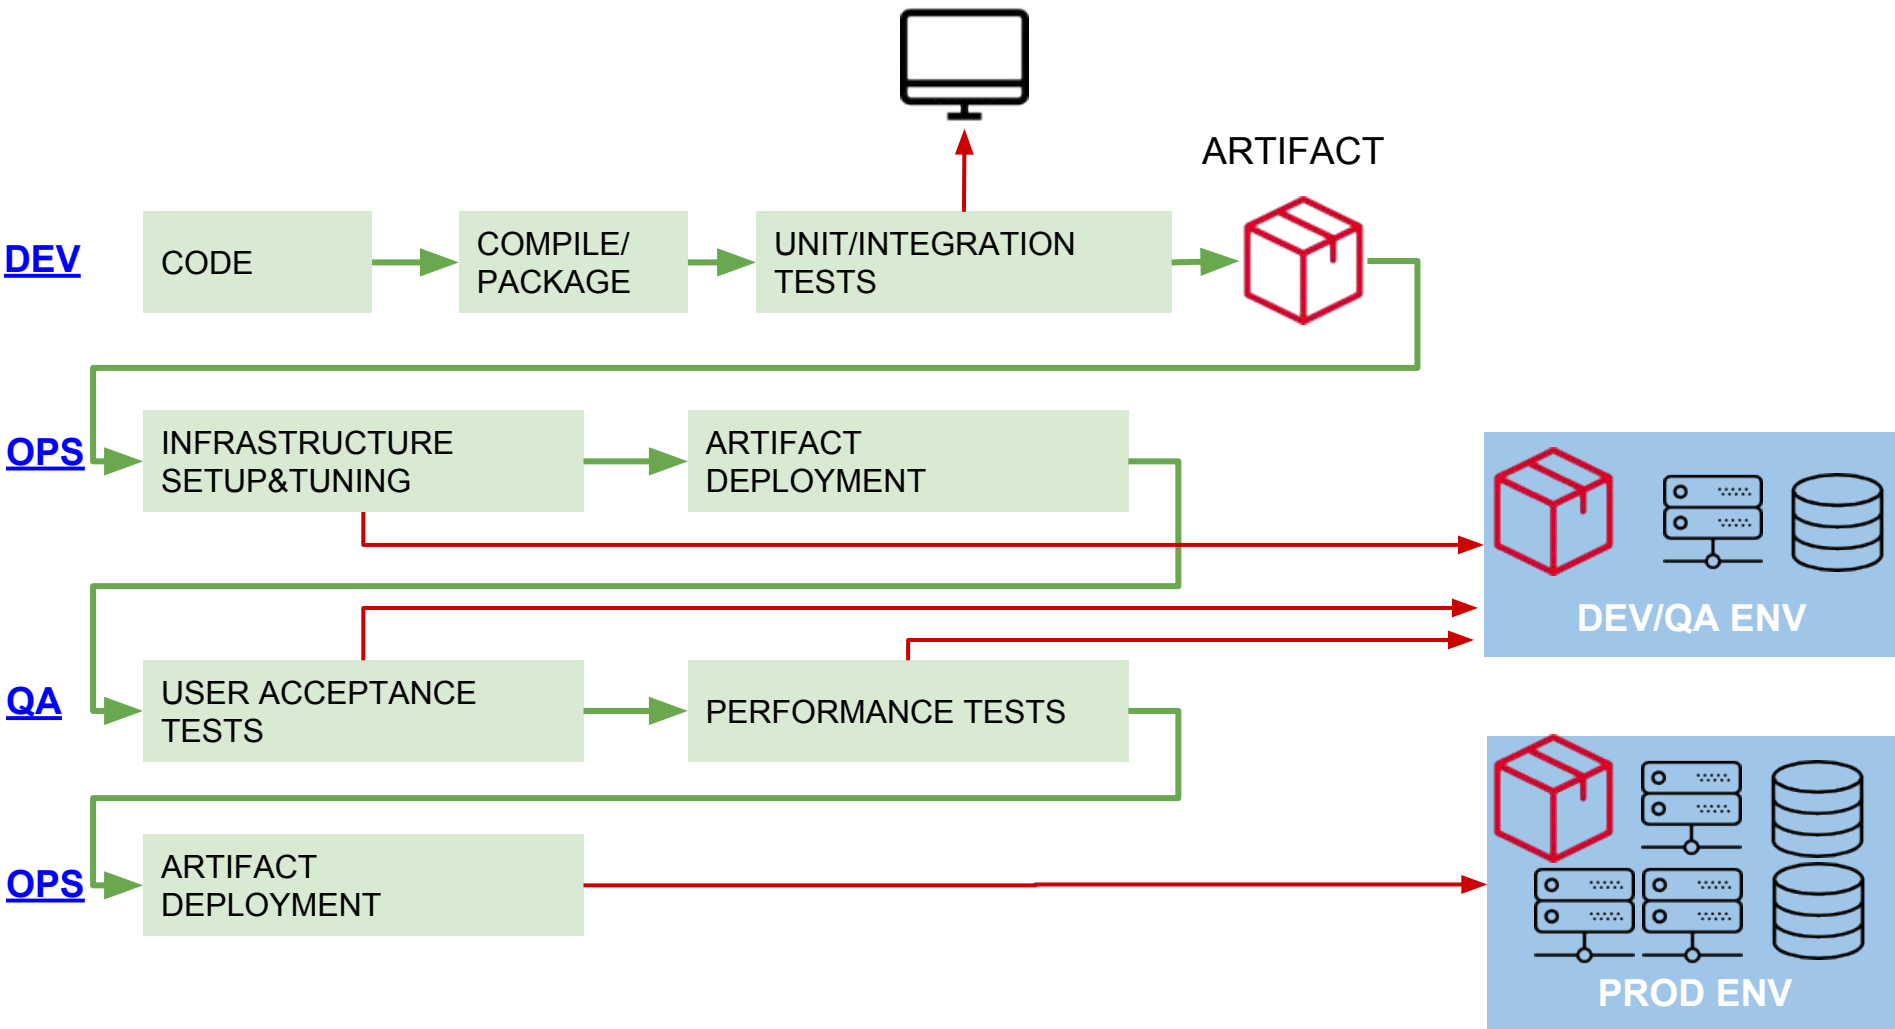 ARTIFACT
DEV
CODE
COMPILE/
PACKAGE
UNIT/INTEGRATION
TESTS
OPS
INFRASTRUCTURE
SETUP&TUNING
ARTIFACT
DEPLOYMENT
DEV/QA ENV
QA
USER ACCEPTANCE
TESTS
PERFORMANCE TESTS
OPS
ARTIFACT
DEPLOYMENT
PROD ENV